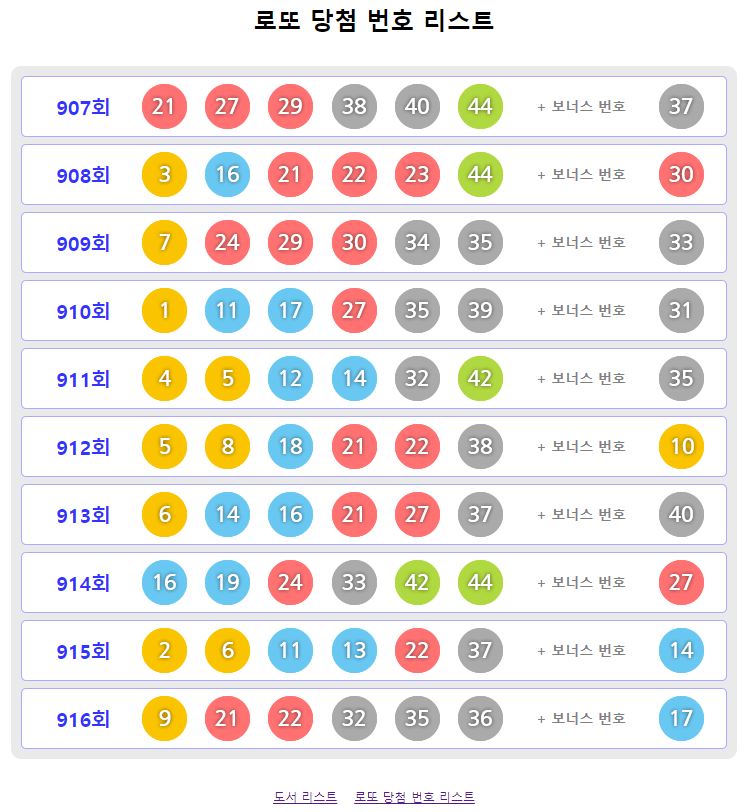 로또 당첨 번호 리스트
907회 21 27 29 38 40 44 + 보너스 번호 37
908회 3 16 21 22 23 44 + 보너스 번호 30
909회 7 24 29 30 34 35 + 보너스 번호 33
910회 1 11 17 27 35 39 + 보너스 번호 31
911회 4 5 12 14 32 42 + 보너스 번호 35
912회 5 8 18 21 22 38 + 보너스 번호 10
913회 6 14 16 21 27 37 + 보너스 번호 40
914회 16 19 24 33 42 44 + 보너스 번호 27
915회 2 6 11 13 22 37 + 보너스 번호 14
916회 9 21 22 32 35 36 + 보너스 번호 17
도서 리스트 로또 당첨 번호 리스트